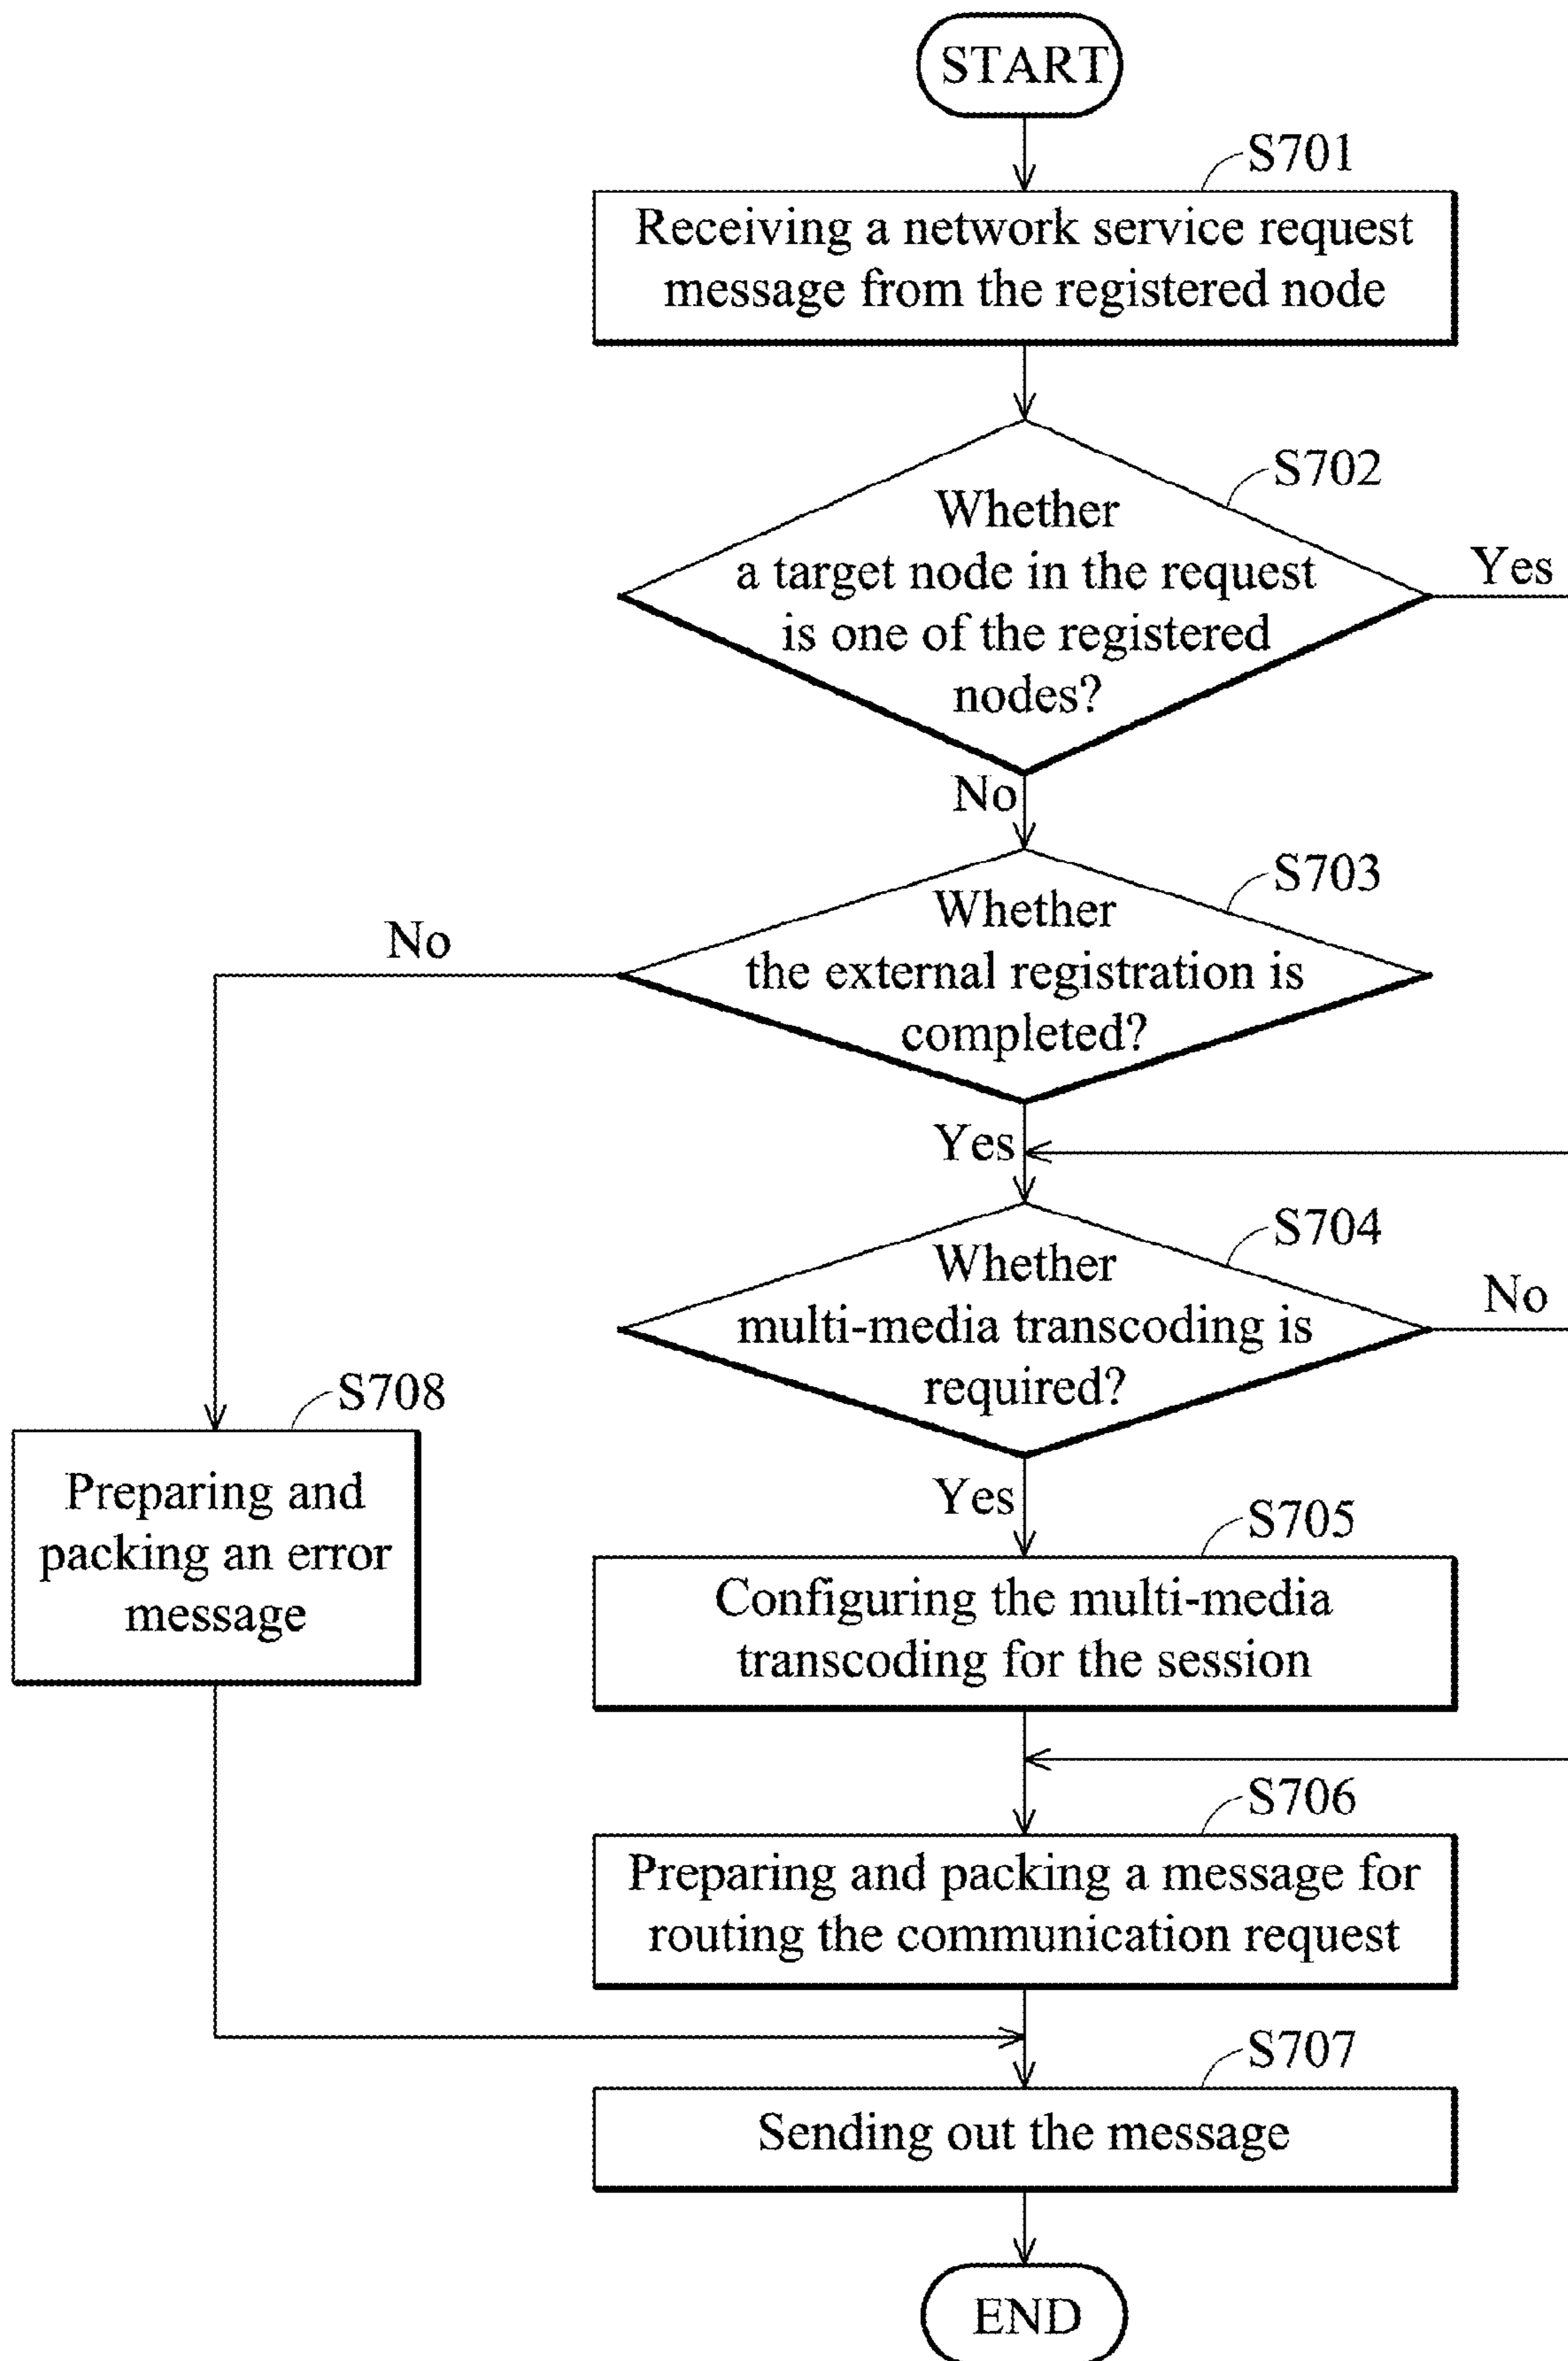 START
S701
Receiving a network service request
message from the registered node
S702
Whether
a target node in the request
is one of the registered
nodes?
Yes
No
S703
Whether
the external registration is
completed?
No
Yes
S704
Whether
multi-media transcoding is
required?
No
Yes
S708
Preparing and
packing an error
message
S705
Configuring the multi-media
transcoding for the session
S706
Preparing and packing a message for
routing the communication request
S707
Sending out the message
END